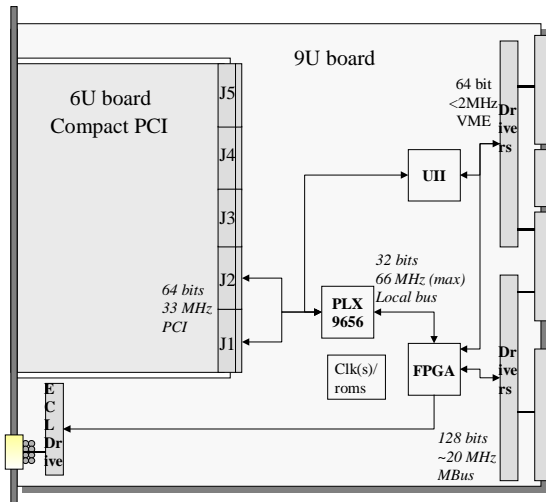 9U board
6U board
Compact PCI
J5
J4
J3
J2
J1
64 bit
<2MHz
VME
Dr
ive
rs
UII
64 bits
33 MHz
PCI
32 bits
66 MHz (max)
Local bus
PLX
9656
Clk(s)/
roms
FPGA
Dr
ive
rs
E
C
L
Dr
ive
128 bits
~20 MHz
MBus